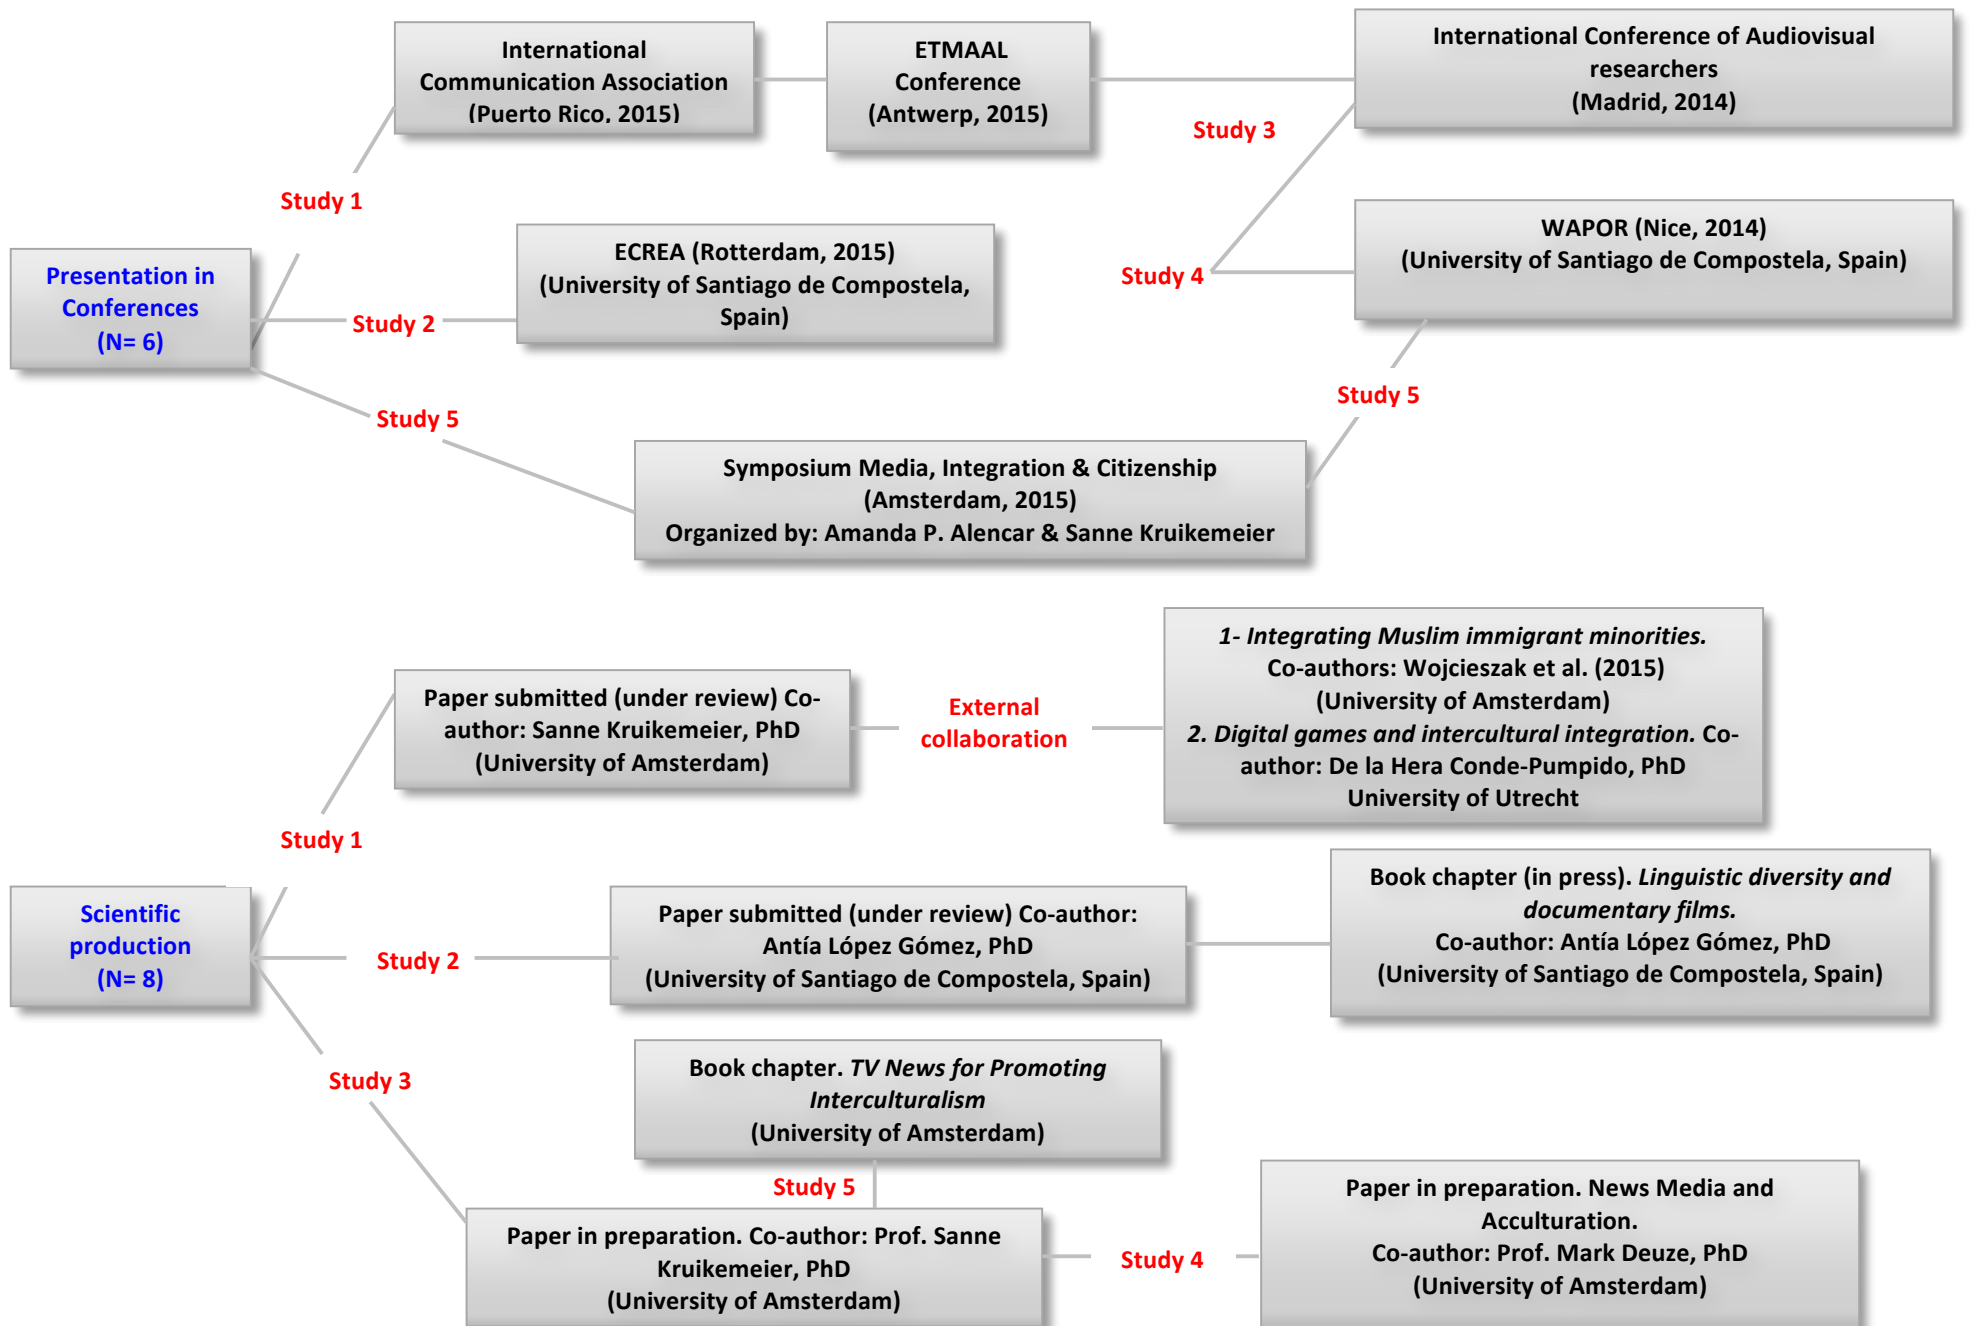 International
Communication Association
(Puerto Rico, 2015)
ETMAAL
Conference
(Antwerp, 2015)
International Conference of Audiovisual
researchers
(Madrid, 2014)
Study 3
Study 1
ECREA (Rotterdam, 2015)
(University of Santiago de Compostela,
Spain)
WAPOR (Nice, 2014)
(University of Santiago de Compostela, Spain)
Study 4
Presentation in
Conferences
(N= 6)
Study 2
Study 5
Study 5
Symposium Media, Integration & Citizenship
(Amsterdam, 2015)
Organized by: Amanda P. Alencar & Sanne Kruikemeier
1- Integrating Muslim immigrant minorities.
Co-authors: Wojcieszak et al. (2015)
(University of Amsterdam)
2. Digital games and intercultural integration. Co-
author: De la Hera Conde-Pumpido, PhD
University of Utrecht
Paper submitted (under review) Co-
author: Sanne Kruikemeier, PhD
(University of Amsterdam)
External
collaboration
Study 1
Scientific
production
(N= 8)
Study 2
Paper submitted (under review) Co-author:
Antía López Gómez, PhD
(University of Santiago de Compostela, Spain)
Book chapter (in press). Linguistic diversity and
documentary films.
Co-author: Antía López Gómez, PhD
(University of Santiago de Compostela, Spain)
Study 3
Book chapter. TV News for Promoting
Interculturalism
(University of Amsterdam)
Study 5
Paper in preparation. Co-author: Prof. Sanne
Kruikemeier, PhD
(University of Amsterdam)
Study 4
Paper in preparation. News Media and
Acculturation.
Co-author: Prof. Mark Deuze, PhD
(University of Amsterdam)